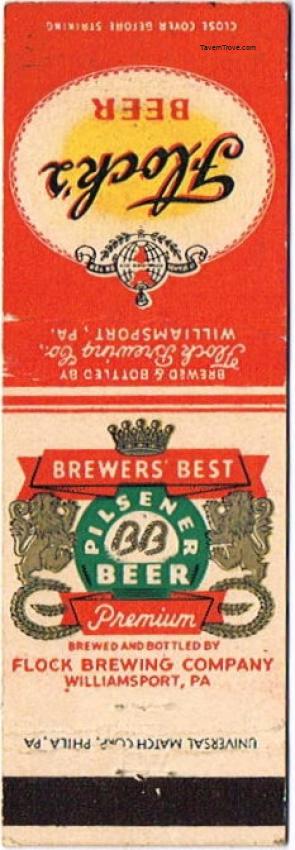 TavernTrove.com
CLOSE COVER BEFORE STRIKING
Flock's
BEER
BREWED & BOTTLED BY
Flock Brewing Co.,
WILLIAMSPORT, PA.
BREWERS' BEST
PILSENER
BB
BEER
Premium
BREWED AND BOTTLED BY
FLOCK BREWING COMPANY
WILLIAMSPORT, PA
UNIVERSAL MATCH CORP., PHILA., PA